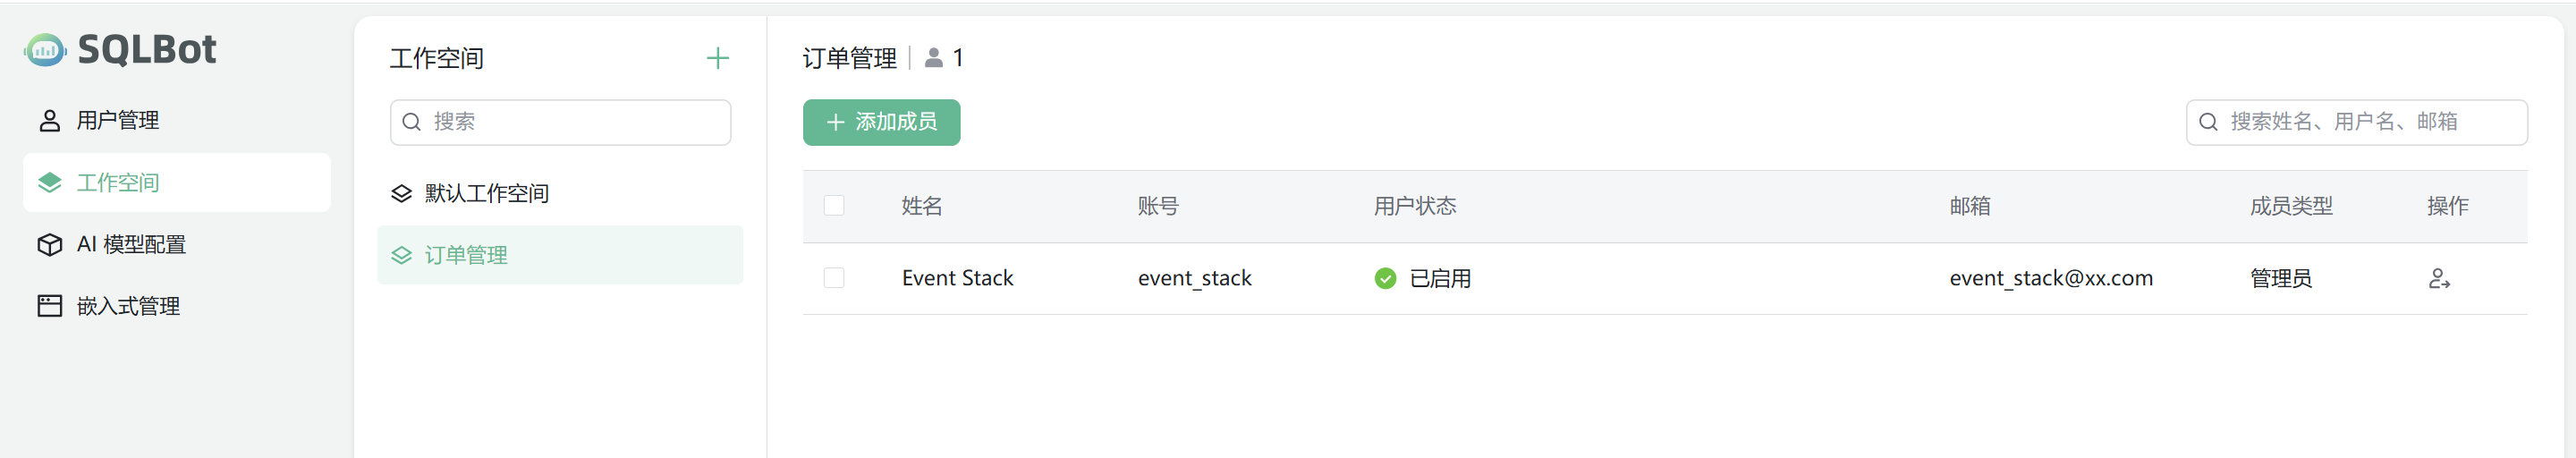 SQLBot
用户管理
工作空间
AI 模型配置
嵌入式管理
工作空间
搜索
默认工作空间
订单管理
订单管理 1
添加成员
搜索姓名、用户名、邮箱
姓名 账号 用户状态 邮箱 成员类型 操作
Event Stack event_stack 已启用 event_stack@xx.com 管理员